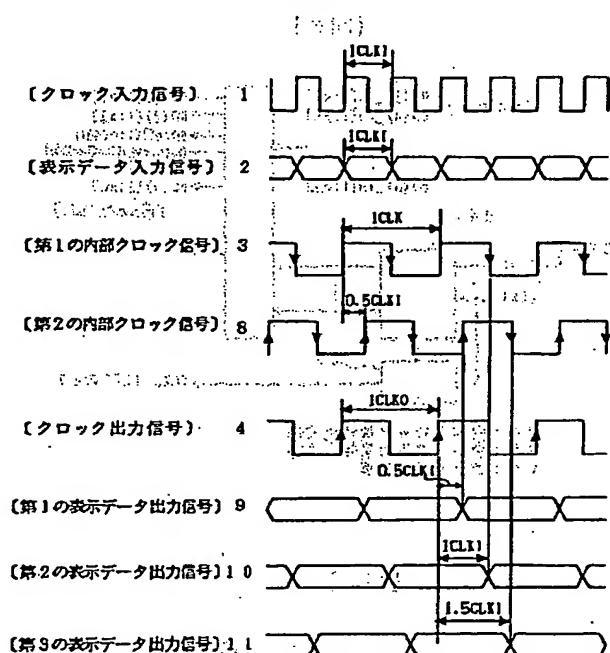 1CLKI
〔クロック入力信号〕 1
1CLKI
〔表示データ入力信号〕 2
1CLK
〔第1の内部クロック信号〕 3
0.5CLKI
〔第2の内部クロック信号〕 8
1CLKO
〔クロック出力信号〕 4
0.5CLKI
〔第1の表示データ出力信号〕 9
1CLKI
〔第2の表示データ出力信号〕 10
1.5CLKI
〔第3の表示データ出力信号〕 11